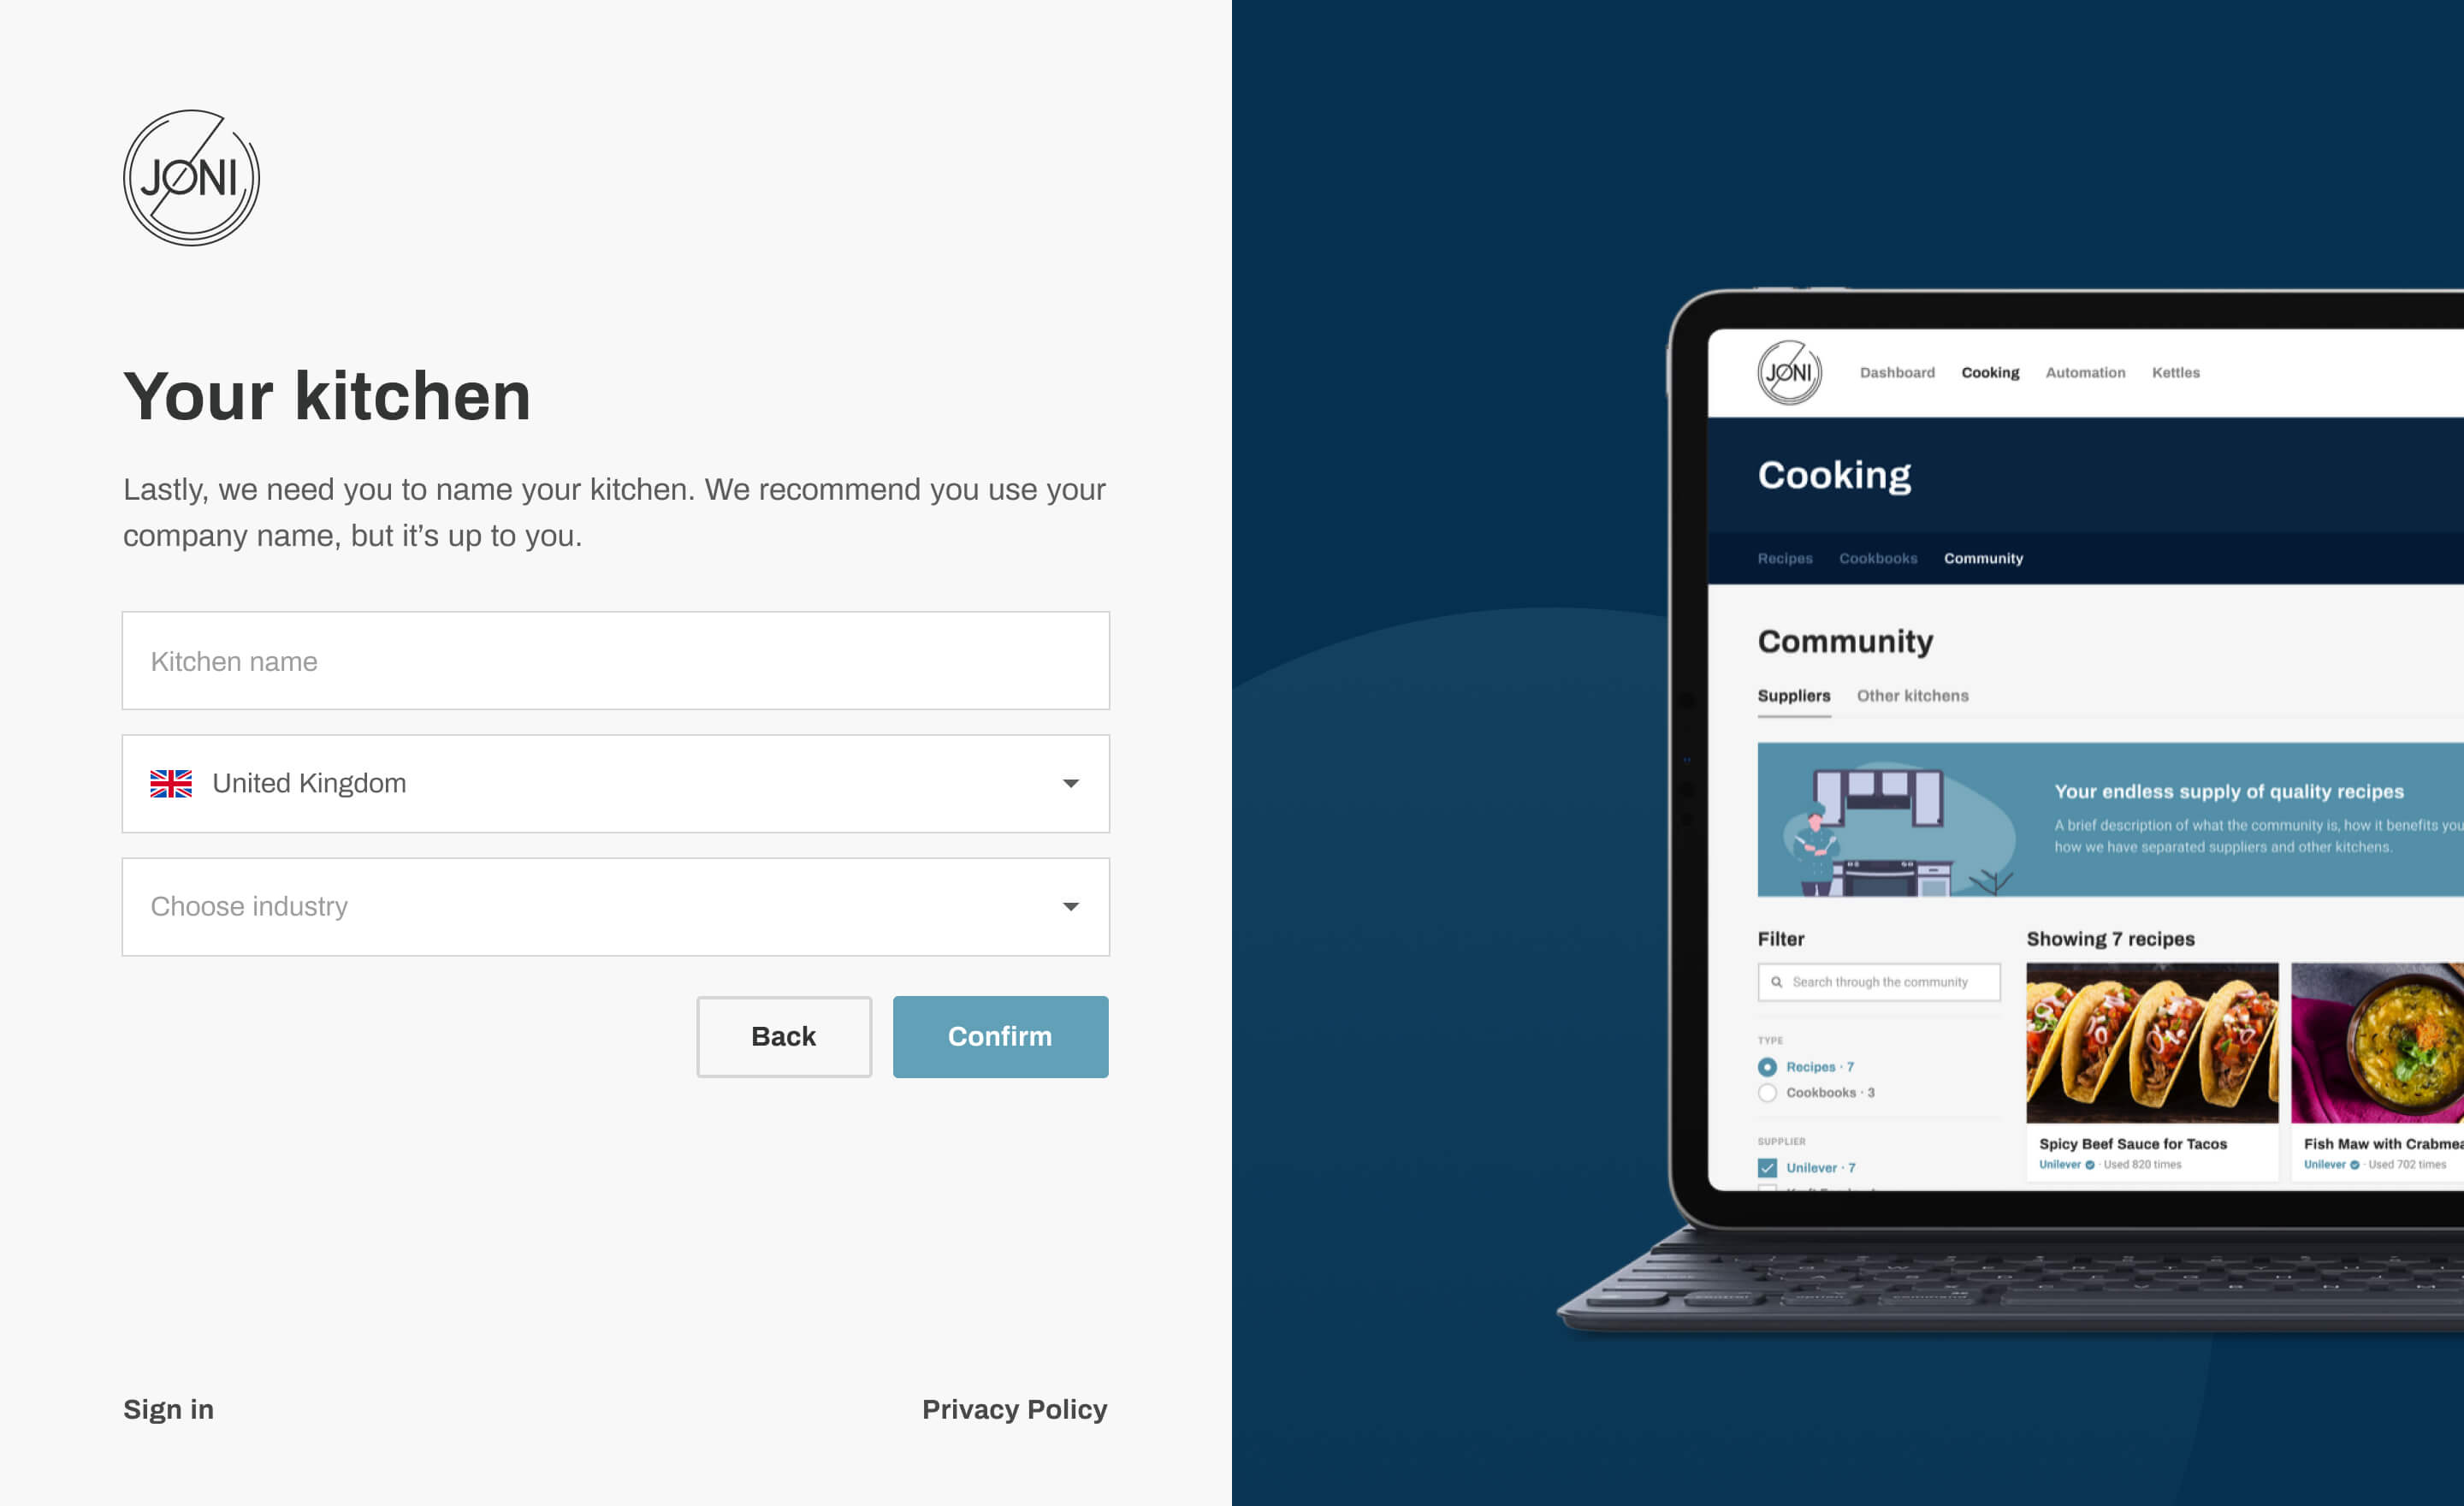 JONI
Your kitchen
Lastly, we need you to name your kitchen. We recommend you use your
company name, but it’s up to you.
Kitchen name
United Kingdom
Choose industry
Back
Confirm
Sign in
Privacy Policy
JONI
Dashboard
Cooking
Automation
Kettles
Cooking
Recipes
Cookbooks
Community
Community
Suppliers
Other kitchens
Your endless supply of quality recipes
A brief description of what the community is, how it benefits you
how we have separated suppliers and other kitchens.
Filter
Search through the community
TYPE
Recipes · 7
Cookbooks · 3
SUPPLIER
Unilever · 7
Showing 7 recipes
Spicy Beef Sauce for Tacos
Unilever · Used 820 times
Fish Maw with
Unilever · Used 702 times